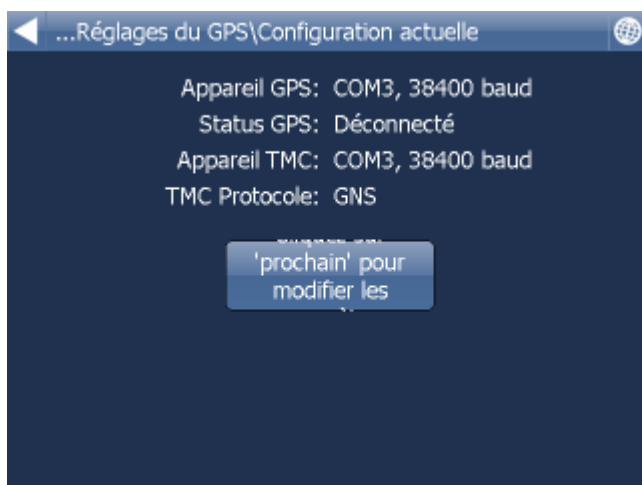 ...Réglages du GPS\Configuration actuelle
Appareil GPS: COM3, 38400 baud
Status GPS: Déconnecté
Appareil TMC: COM3, 38400 baud
TMC Protocole: GNS
'prochain' pour
modifier les